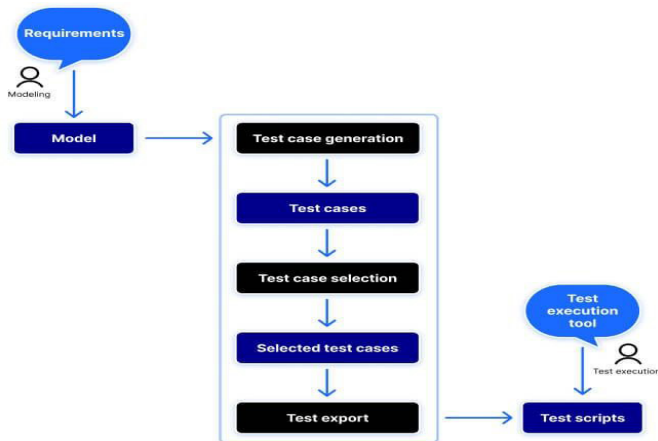 Requirements
Modeling
Model
Test case generation
Test cases
Test case selection
Selected test cases
Test export
Test
execution
tool
Test execution
Test scripts